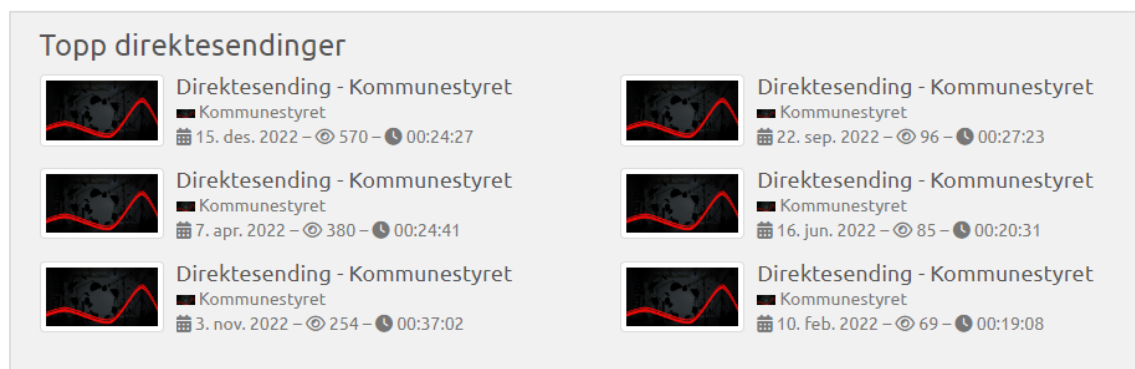 Topp direktesendinger
Direktesending - Kommunestyret
Kommunestyret
15. des. 2022 – 570 – 00:24:27
Direktesending - Kommunestyret
Kommunestyret
7. apr. 2022 – 380 – 00:24:41
Direktesending - Kommunestyret
Kommunestyret
3. nov. 2022 – 254 – 00:37:02
Direktesending - Kommunestyret
Kommunestyret
22. sep. 2022 – 96 – 00:27:23
Direktesending - Kommunestyret
Kommunestyret
16. jun. 2022 – 85 – 00:20:31
Direktesending - Kommunestyret
Kommunestyret
10. feb. 2022 – 69 – 00:19:08